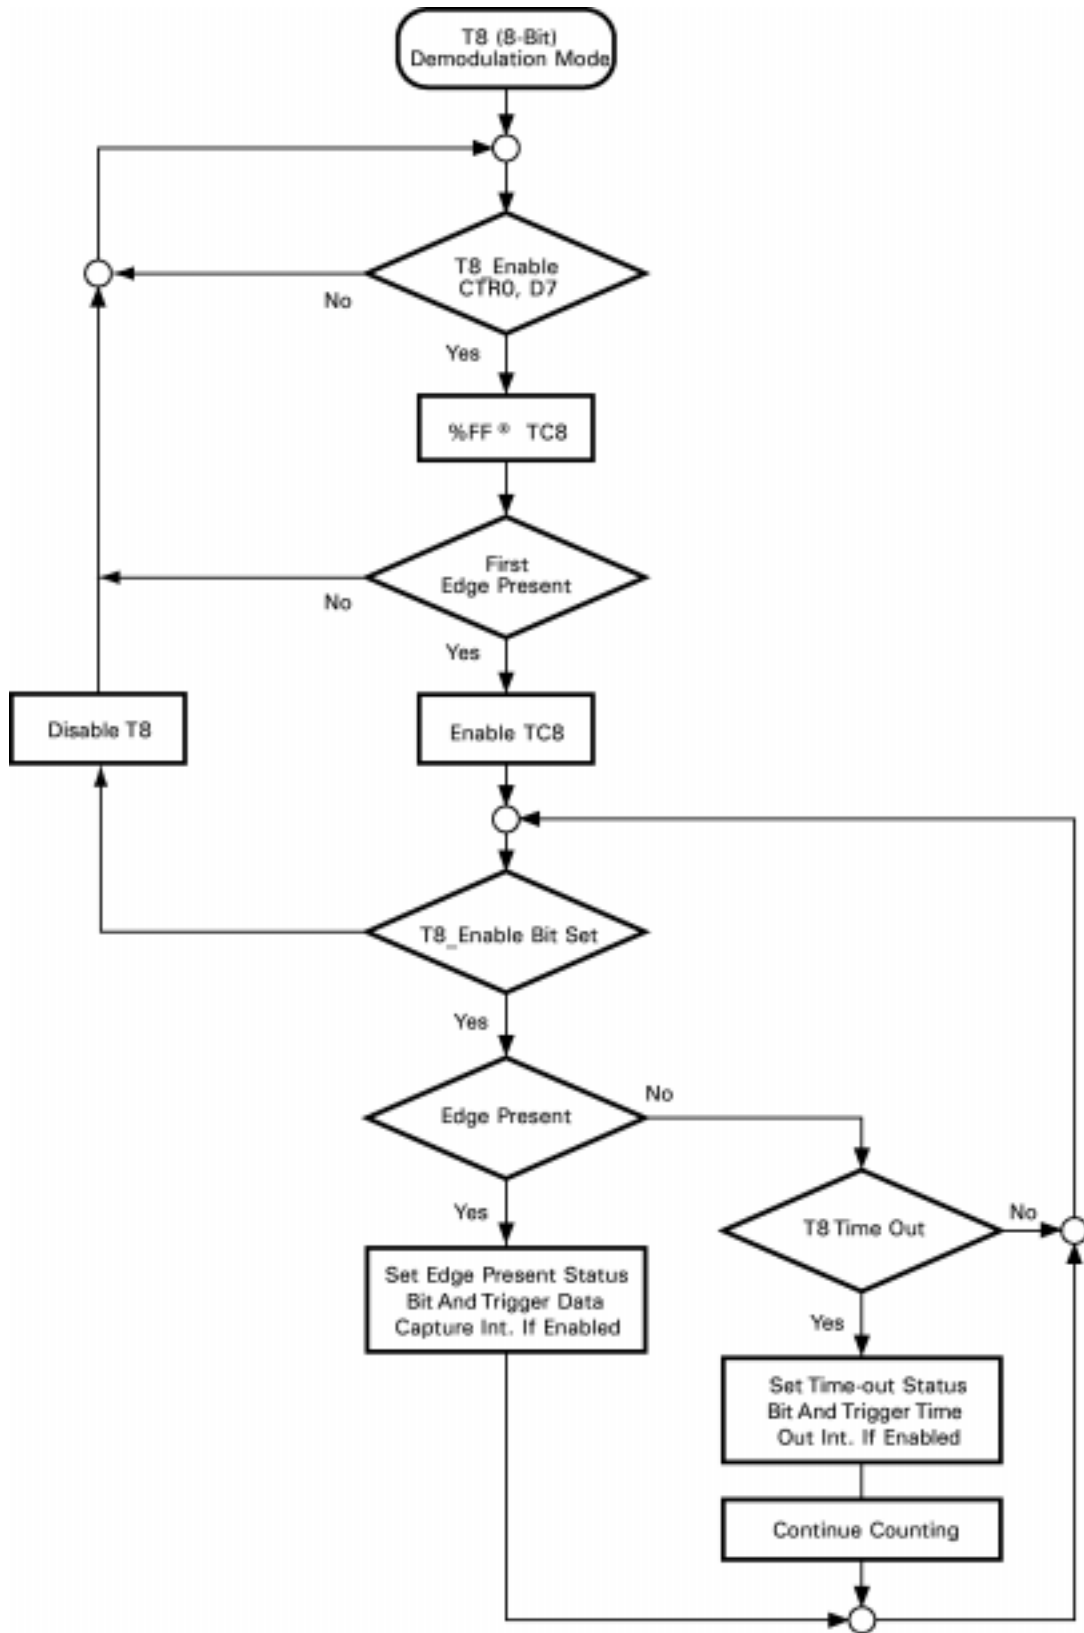 T8 (8-Bit)
Demodulation Mode
T8_Enable
CTR0, D7
No
Yes
%FF ® TC8
First
Edge Present
No
Yes
Disable T8
Enable TC8
T8_Enable Bit Set
Yes
Edge Present
No
Yes
T8 Time Out
No
Set Edge Present Status
Bit And Trigger Data
Capture Int. If Enabled
Yes
Set Time-out Status
Bit And Trigger Time
Out Int. If Enabled
Continue Counting